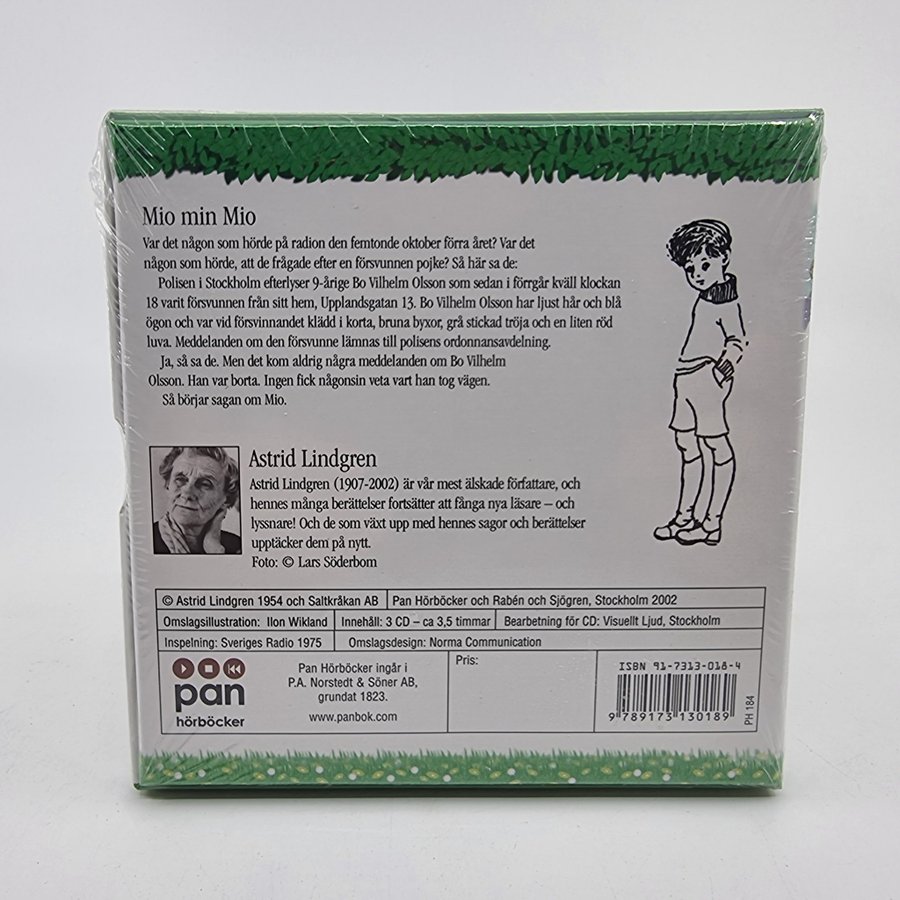 Mio min Mio
Var det någon som hörde på radion den femtonde oktober förra året? Var det
någon som hörde, att de frågade efter en försvunnen pojke? Så här sa de:
Polisen i Stockholm efterlyser 9-årige Bo Vilhelm Olsson som sedan i förrgår kväll klockan
18 varit försvunnen från sitt hem, Upplandsgatan 13. Bo Vilhelm Olsson har ljust hår och blå
ögon och var vid försvinnandet klädd i korta, bruna byxor, grå stickad tröja och en liten röd
luva. Meddelanden om den försvunne lämnas till polisens ordonnansavdelning.
Ja, så sa de. Men det kom aldrig några meddelanden om Bo Vilhelm
Olsson. Han var borta. Ingen fick någonsin veta vart han tog vägen.
Så börjar sagan om Mio.
Astrid Lindgren
Astrid Lindgren (1907-2002) är vår mest älskade författare, och
hennes många berättelser fortsätter att fånga nya läsare – och
lyssnare! Och de som växt upp med hennes sagor och berättelser
upptäcker dem på nytt.
Foto: © Lars Söderbom
© Astrid Lindgren 1954 och Saltkråkan AB
Pan Hörböcker och Rabén och Sjögren, Stockholm 2002
Omslagsillustration: Ilon Wikland
Innehåll: 3 CD – ca 3,5 timmar
Bearbetning för CD: Visuellt Ljud, Stockholm
Inspelning: Sveriges Radio 1975
Omslagsdesign: Norma Communication
pan
hörböcker
Pan Hörböcker ingår i
P.A. Norstedt & Söner AB,
grundat 1823.
www.panbok.com
Pris:
ISBN 91-7313-018-4
9 789173 130189
PH 184